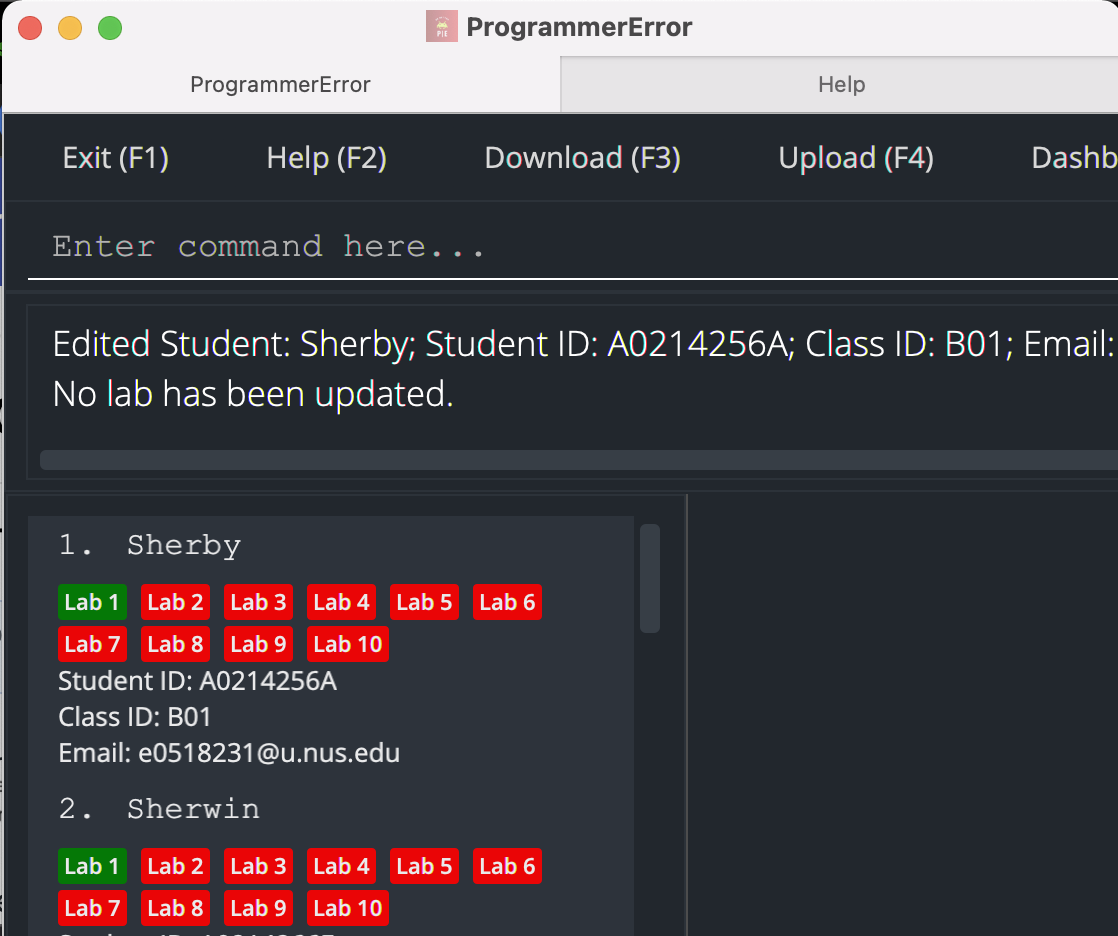 PIE
ProgrammerError
ProgrammerError Help
Exit (F1) Help (F2) Download (F3) Upload (F4) Dashb
Enter command here...
Edited Student: Sherby; Student ID: A0214256A; Class ID: B01; Email:
No lab has been updated.
1. Sherby
Lab 1 Lab 2 Lab 3 Lab 4 Lab 5 Lab 6
Lab 7 Lab 8 Lab 9 Lab 10
Student ID: A0214256A
Class ID: B01
Email: e0518231@u.nus.edu
2. Sherwin
Lab 1 Lab 2 Lab 3 Lab 4 Lab 5 Lab 6
Lab 7 Lab 8 Lab 9 Lab 10